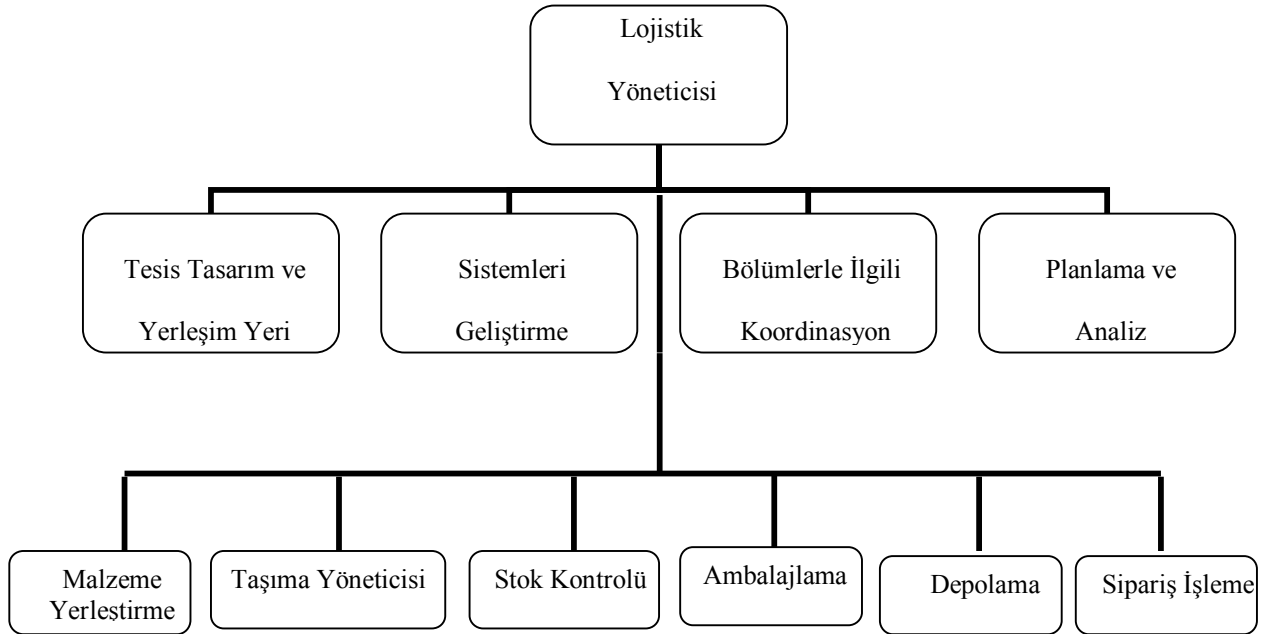 Lojistik
Yöneticisi
Tesis Tasarım ve
Yerleşim Yeri
Sistemleri
Geliştirme
Bölümlerle İlgili
Koordinasyon
Planlama ve
Analiz
Malzeme
Yerleştirme
Taşıma Yöneticisi
Stok Kontrolü
Ambalajlama
Depolama
Sipariş İşleme